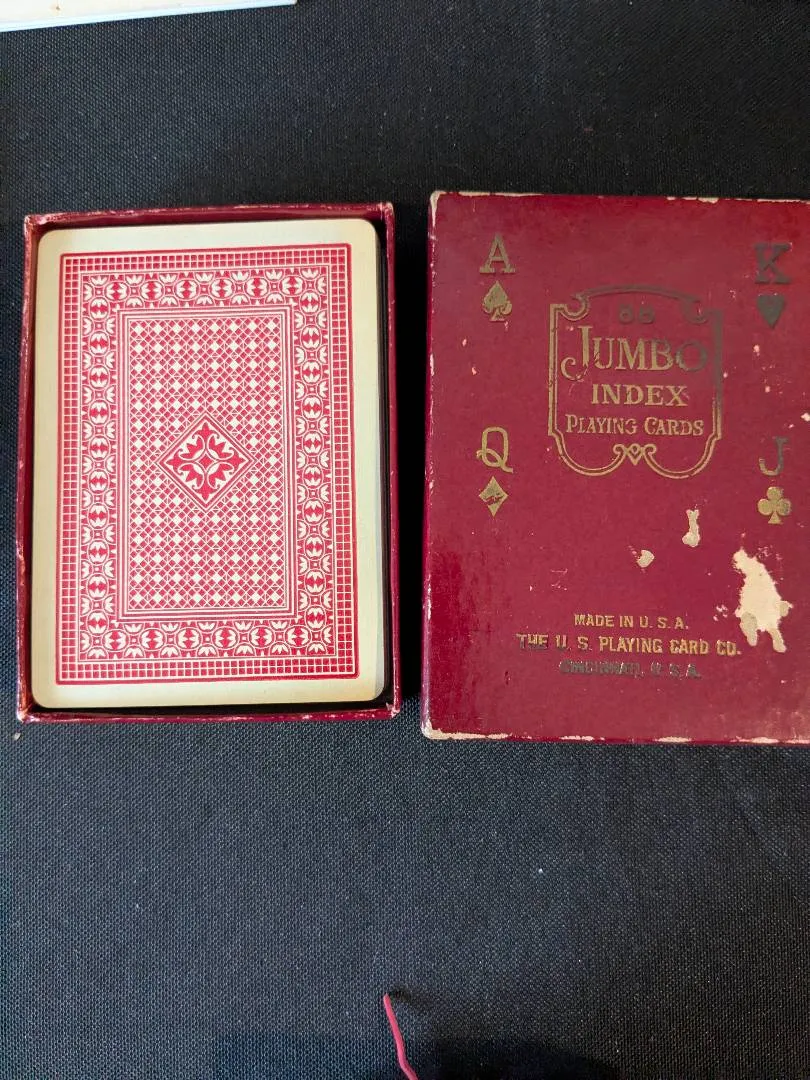 A K
88
JUMBO
INDEX
PLAYING CARDS
Q J
MADE IN U.S.A.
THE U. S. PLAYING CARD CO.
CINCINNATI, U. S. A.